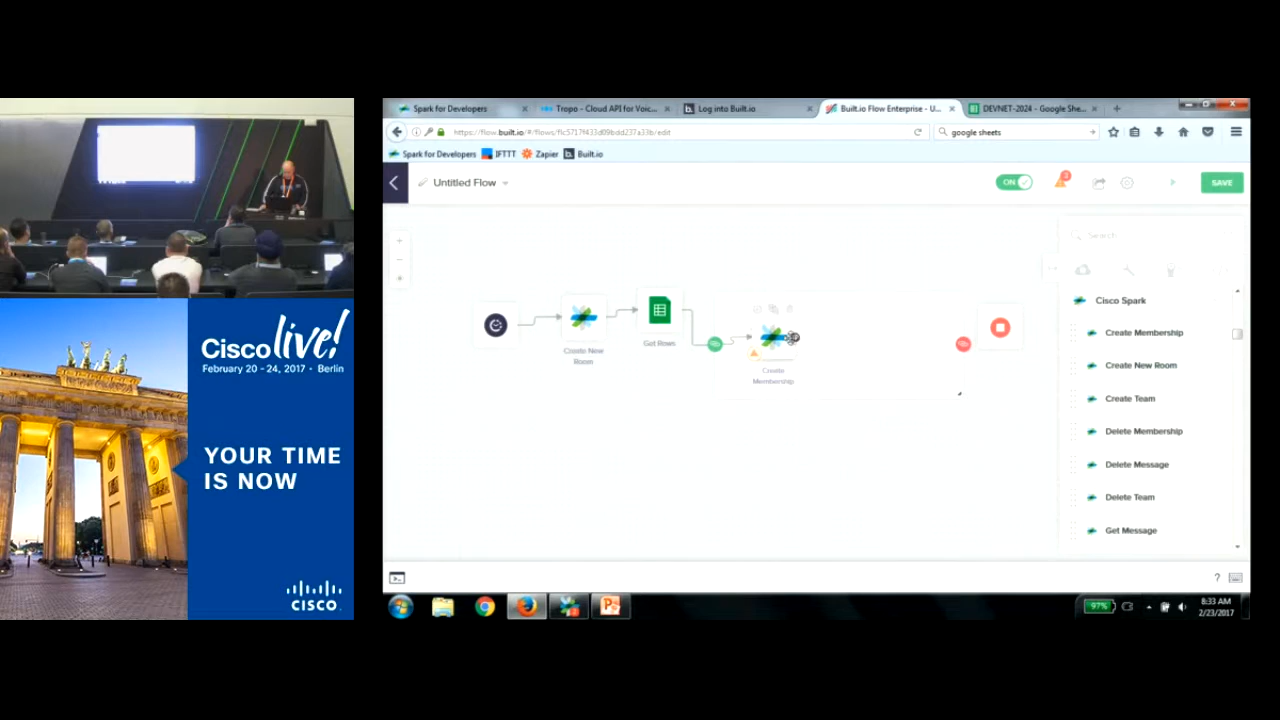 Cisco live!
February 20 - 24, 2017 • Berlin
YOUR TIME
IS NOW
CISCO
Spark for Developers
Tropo - Cloud API for Voic...
Log into Built.io
Built.io Flow Enterprise - U...
DEVNET-2024 - Google She...
google sheets
Spark for Developers
IFTTT
Zapier
Built.io
Untitled Flow
ON
3
SAVE
Search
Create New
Room
Get Rows
Create
Membership
Cisco Spark
Create Membership
Create New Room
Create Team
Delete Membership
Delete Message
Delete Team
Get Message
?
97%
8:33 AM
2/23/2017